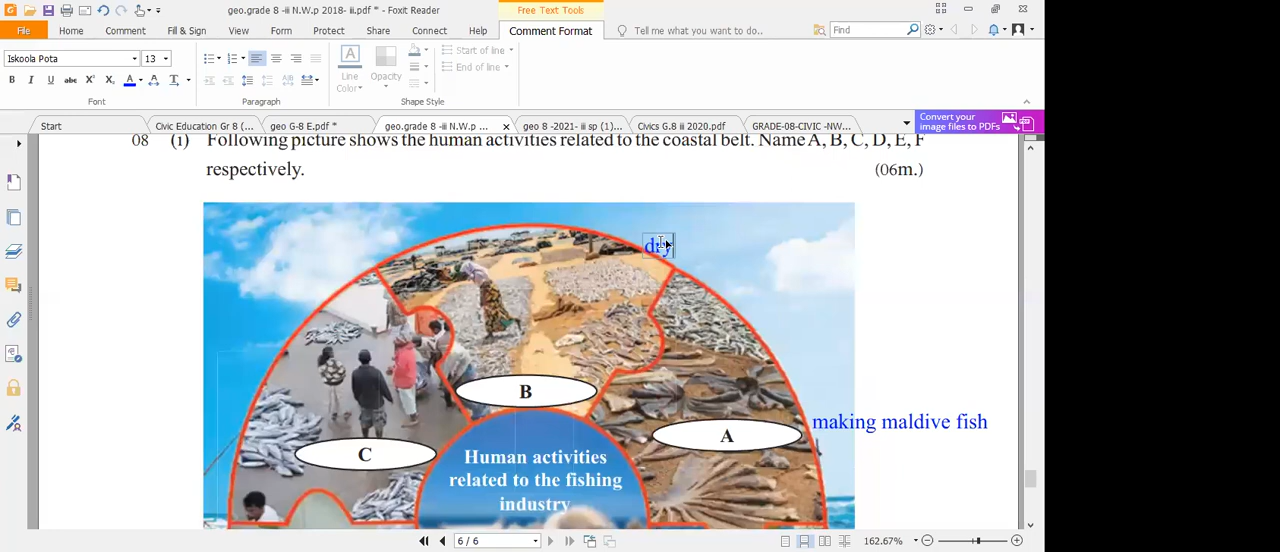 geo.grade 8 -ii N.W.p 2018- ii.pdf * - Foxit Reader
Free Text Tools
File Home Comment Fill & Sign View Form Protect Share Connect Help Comment Format Tell me what you want to do.. Find
Iskoola Pota 13
Start of line
End of line
B I U abc X² X₂ A T
Line Color
Opacity
Font Paragraph Shape Style
Start Civic Education Gr 8 (... geo G-8 E.pdf * geo.grade 8 -ii N.W.p ... geo 8 -2021- ii sp (1)... Civics G.8 ii 2020.pdf GRADE-08-CIVIC -NW...
Convert your
image files to PDFs
08 (i) Following picture shows the human activities related to the coastal belt. Name A, B, C, D, E, F
respectively. (06m.)
dry
B
making maldive fish
A
C
Human activities
related to the fishing
industry
6 / 6 162.67%